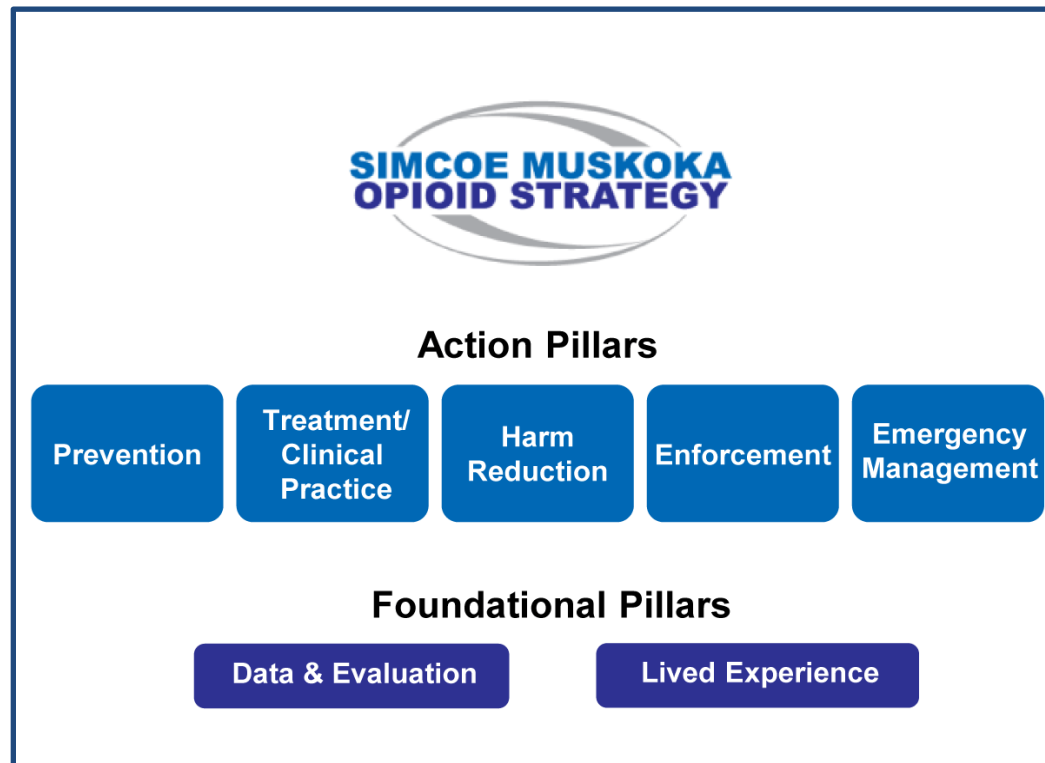 SIMCOE MUSKOKA
OPIOID STRATEGY
Action Pillars
Prevention
Treatment/
Clinical
Practice
Harm
Reduction
Enforcement
Emergency
Management
Foundational Pillars
Data & Evaluation
Lived Experience